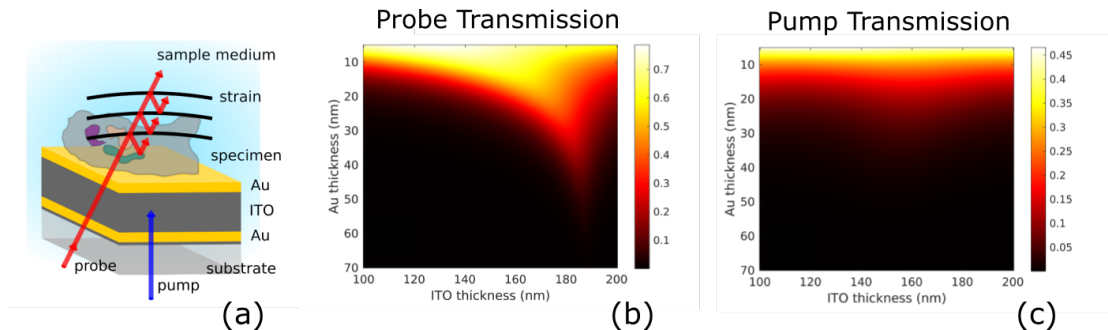 sample medium
strain
specimen
Au
ITO
Au
substrate
probe
pump
(a)
Probe Transmission
Au thickness (nm)
10
20
30
40
50
60
70
100
120
140
160
180
200
ITO thickness (nm)
0.7
0.6
0.5
0.4
0.3
0.2
0.1
(b)
Pump Transmission
Au thickness (nm)
10
20
30
40
50
60
70
100
120
140
160
180
200
ITO thickness (nm)
0.45
0.4
0.35
0.3
0.25
0.2
0.15
0.1
0.05
(c)